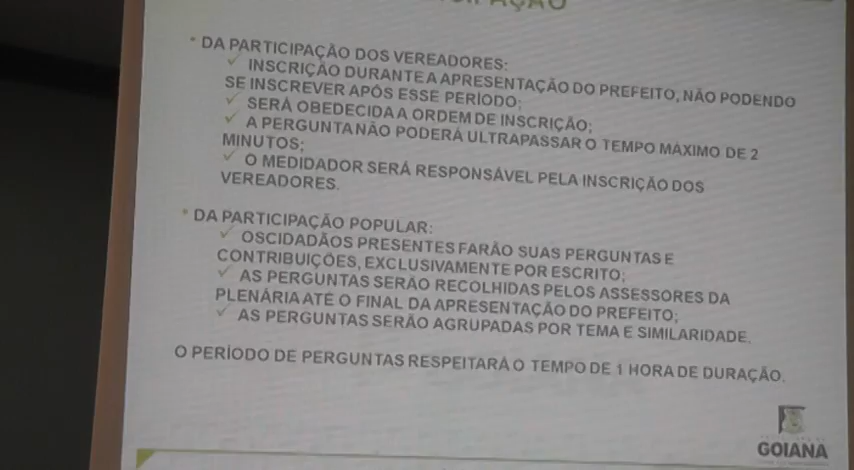 • DA PARTICIPAÇÃO DOS VEREADORES:
✓ INSCRIÇÃO DURANTE A APRESENTAÇÃO DO PREFEITO, NÃO PODENDO
SE INSCREVER APÓS ESSE PERÍODO;
✓ SERÁ OBEDECIDA A ORDEM DE INSCRIÇÃO;
✓ A PERGUNTA NÃO PODERÁ ULTRAPASSAR O TEMPO MÁXIMO DE 2
MINUTOS;
✓ O MEDIDADOR SERÁ RESPONSÁVEL PELA INSCRIÇÃO DOS
VEREADORES.
• DA PARTICIPAÇÃO POPULAR:
✓ OSCIDADÃOS PRESENTES FARÃO SUAS PERGUNTAS E
CONTRIBUIÇÕES, EXCLUSIVAMENTE POR ESCRITO;
✓ AS PERGUNTAS SERÃO RECOLHIDAS PELOS ASSESSORES DA
PLENÁRIA ATÉ O FINAL DA APRESENTAÇÃO DO PREFEITO;
✓ AS PERGUNTAS SERÃO AGRUPADAS POR TEMA E SIMILARIDADE.
O PERÍODO DE PERGUNTAS RESPEITARÁ O TEMPO DE 1 HORA DE DURAÇÃO.
GOIANA